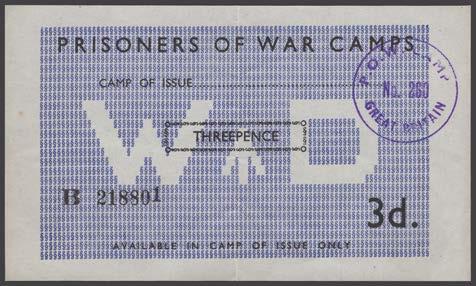 PRISONERS OF WAR CAMPS
CAMP OF ISSUE
P.O.W. CAMP
No. 260
GREAT BRITAIN
W D
THREEPENCE
B 218801
3d.
AVAILABLE IN CAMP OF ISSUE ONLY